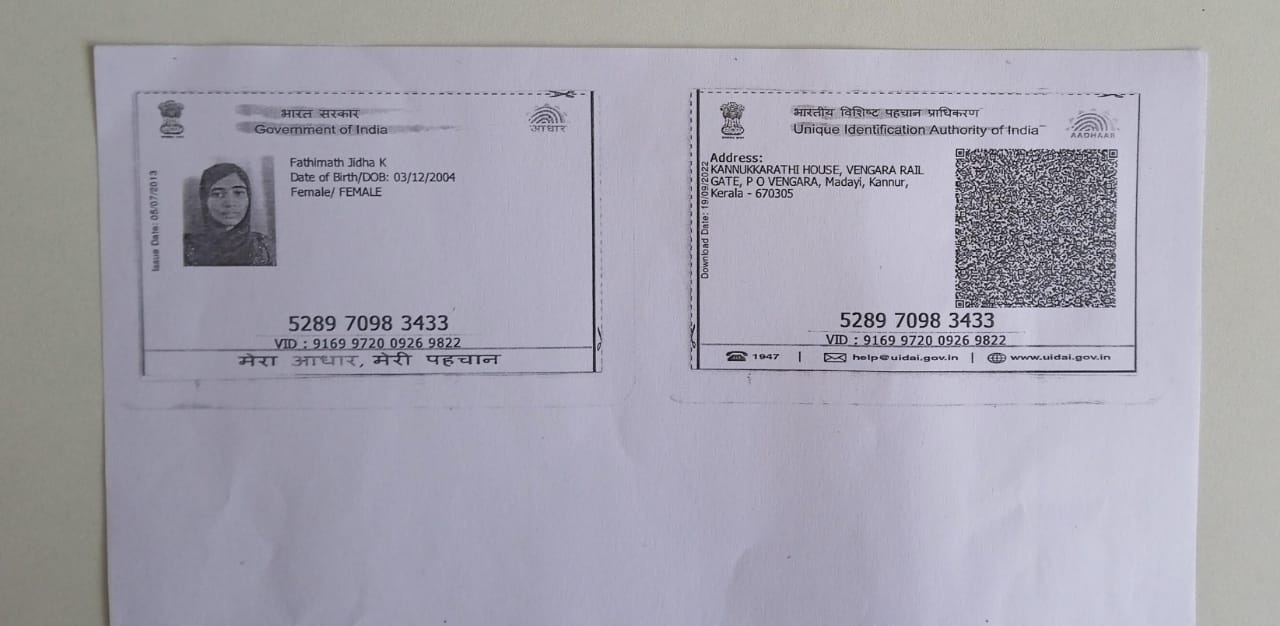 भारत सरकार
Government of India
आधार
Issue Date: 05/07/2013
Fathimath Jidha K
Date of Birth/DOB: 03/12/2004
Female/ FEMALE
5289 7098 3433
VID : 9169 9720 0926 9822
मेरा आधार, मेरी पहचान
भारतीय विशिष्ट पहचान प्राधिकरण
Unique Identification Authority of India
AADHAAR
Download Date: 19/09/2022
Address:
KANNUKKARATHI HOUSE, VENGARA RAIL
GATE, P O VENGARA, Madayi, Kannur,
Kerala - 670305
5289 7098 3433
VID : 9169 9720 0926 9822
1947 | help@uidai.gov.in | www.uidai.gov.in